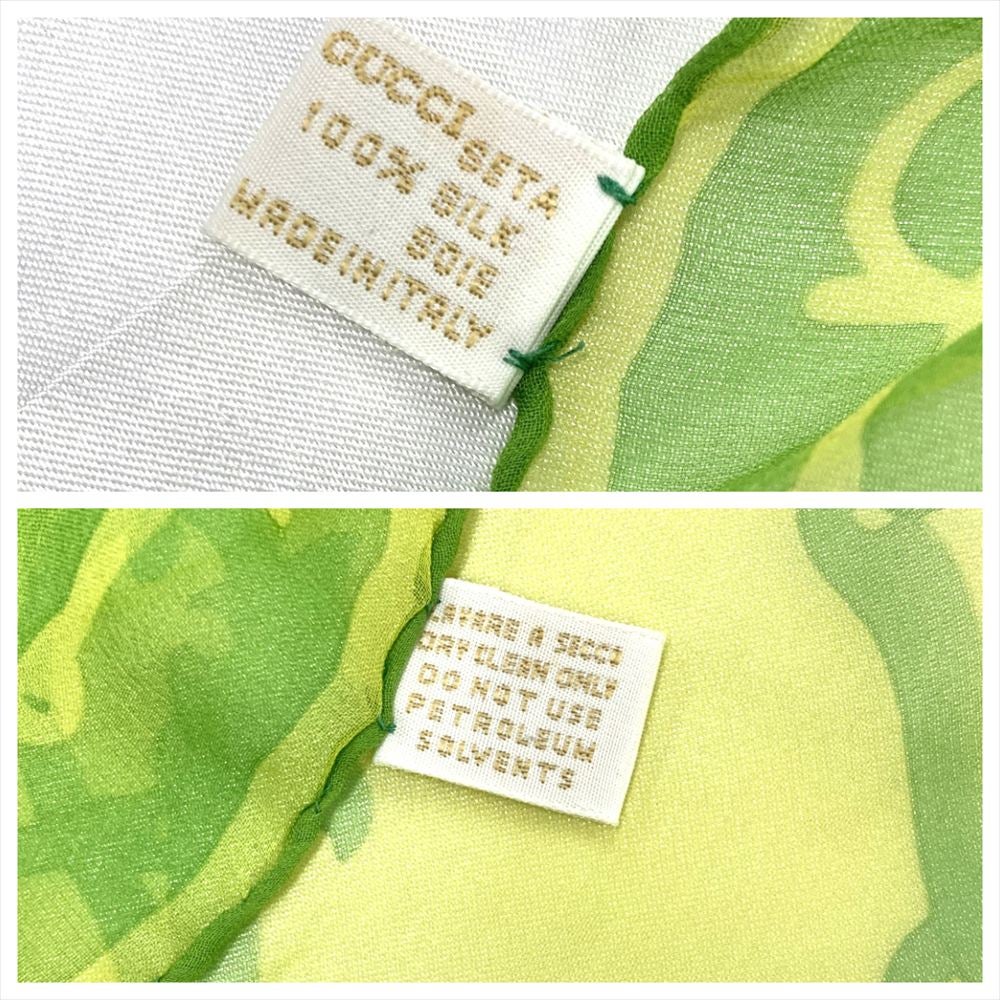 GUCCI
SETA
100% SILK
SOIE
MADE IN ITALY
LAVARE A SECCO
DRY CLEAN ONLY
DO NOT USE
PETROLEUM
SOLVENTS